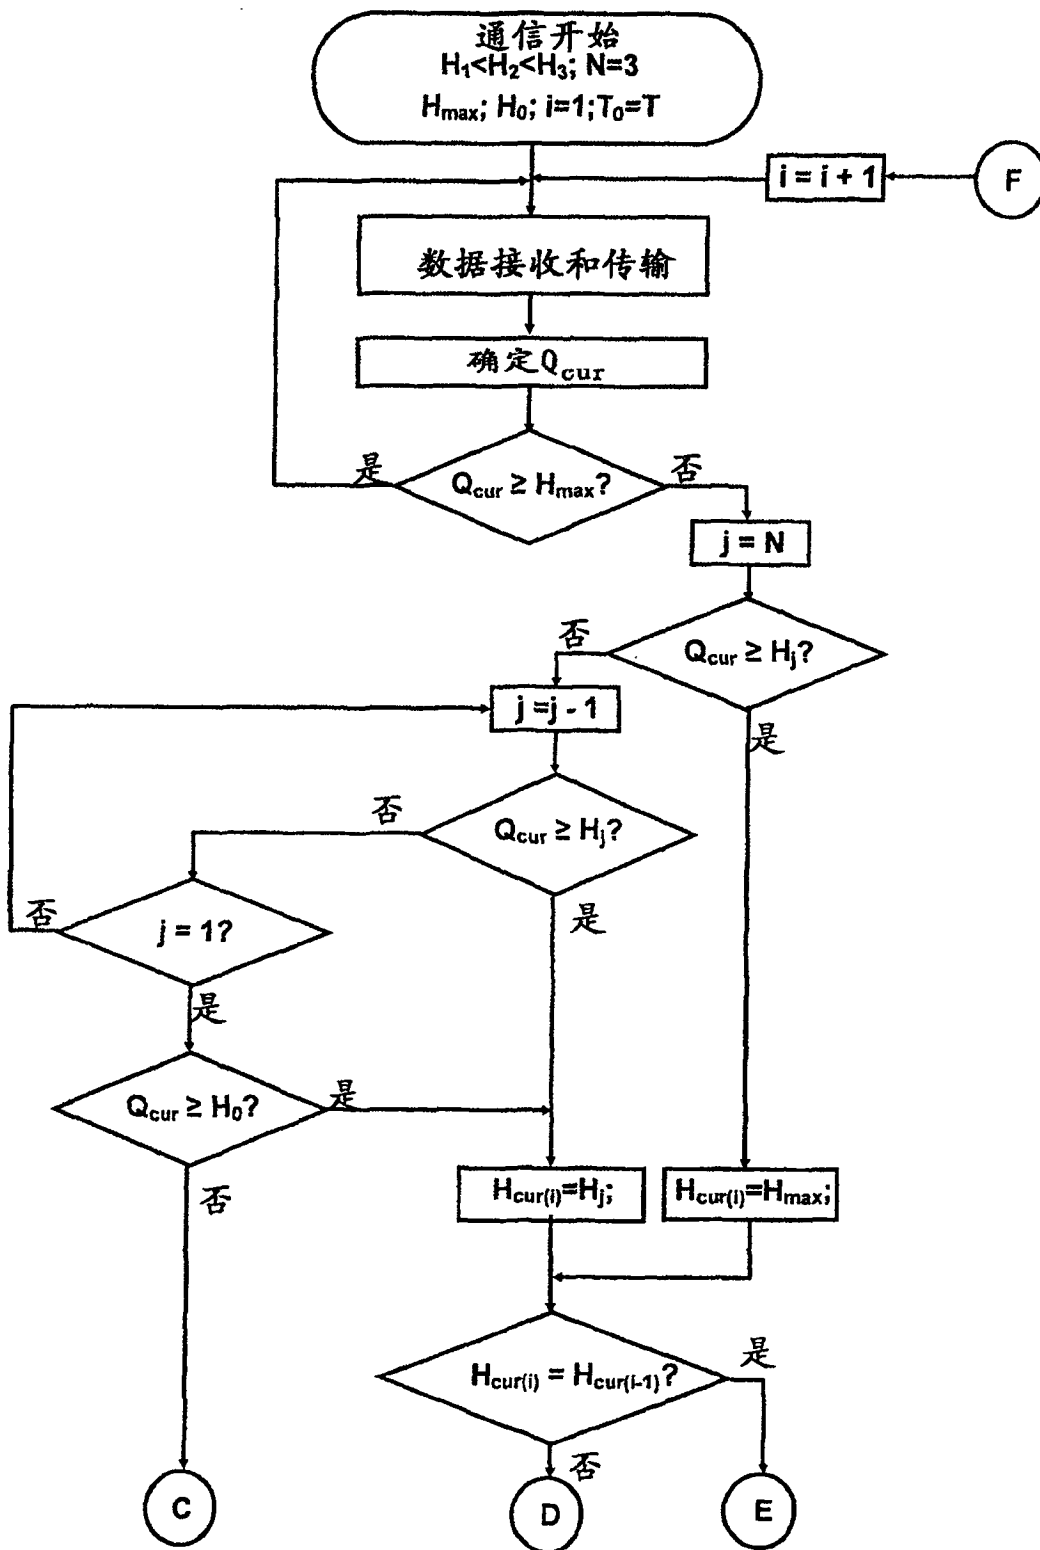 通信开始
H₁<H₂<H₃; N=3
Hmax; H₀; i=1;T₀=T
i = i + 1
F
数据接收和传输
确定Qcur
是
Qcur ≥ Hmax?
否
j = N
否
Qcur ≥ Hj?
j =j - 1
是
否
Qcur ≥ Hj?
否
j = 1?
是
是
Qcur ≥ H₀?
是
否
Hcur(i)=Hj;
Hcur(i)=Hmax;
Hcur(i) = Hcur(i-1)?
是
否
C
D
E